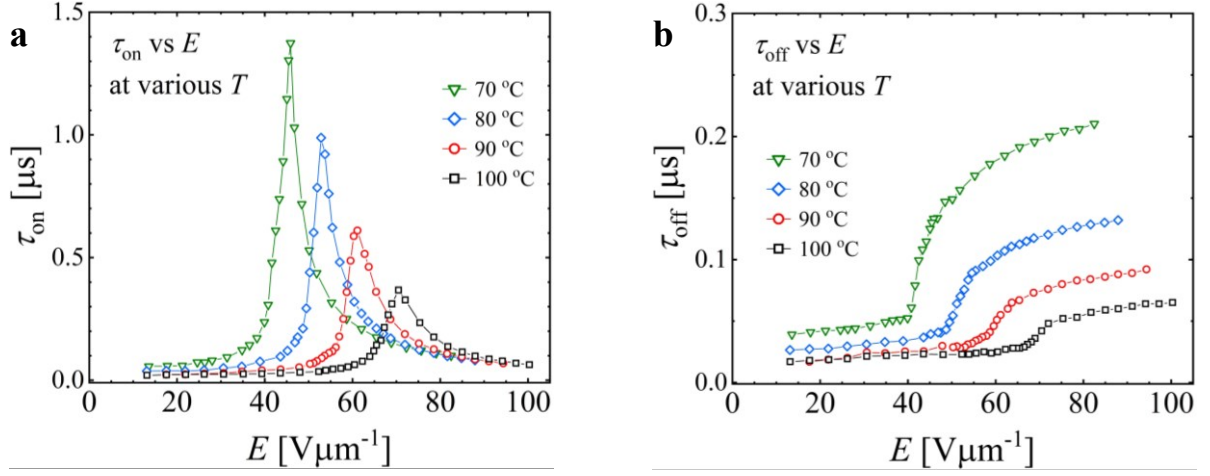 a
τon vs E
at various T
70 °C
80 °C
90 °C
100 °C
1.5
1.0
0.5
0.0
τon [μs]
0 20 40 60 80 100
E [Vμm-1]
b
τoff vs E
at various T
70 °C
80 °C
90 °C
100 °C
0.3
0.2
0.1
0.0
τoff [μs]
0 20 40 60 80 100
E [Vμm-1]